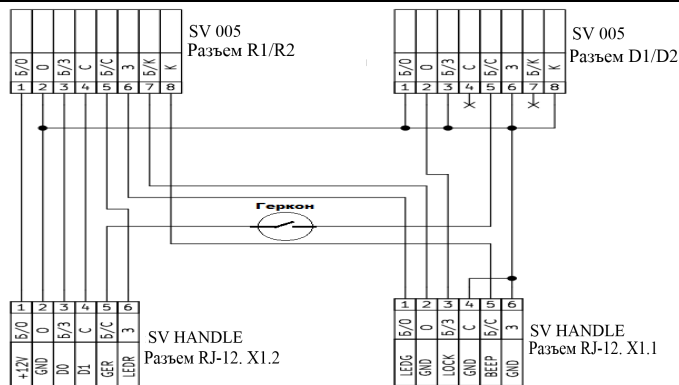 SV 005
Разъем R1/R2
Б/О О Б/З С Б/С З Б/К К
1 2 3 4 5 6 7 8
SV 005
Разъем D1/D2
Б/О О Б/З С Б/С З Б/К К
1 2 3 4 5 6 7 8
Геркон
1 2 3 4 5 6
Б/О О Б/З С Б/С З
+12V GND D0 D1 GER LEDR
SV HANDLE
Разъем RJ-12. X1.2
1 2 3 4 5 6
Б/О О Б/З С Б/С З
LEDG GND LOCK GND BEEP GND
SV HANDLE
Разъем RJ-12. X1.1